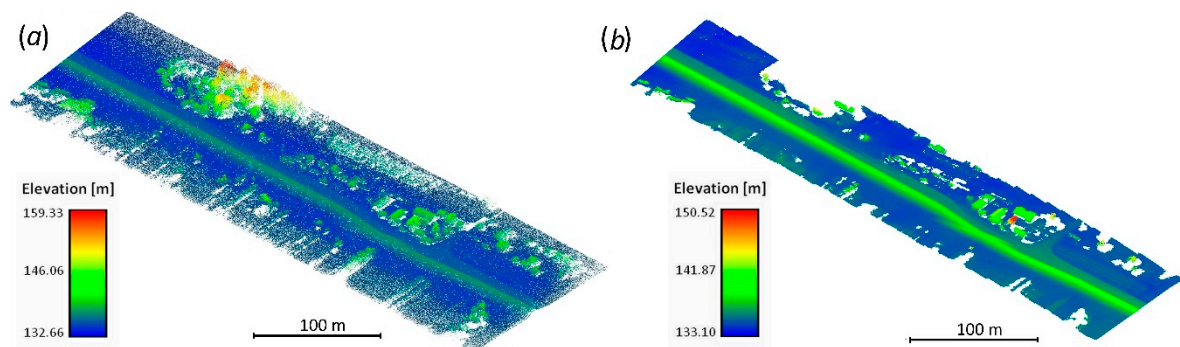 (a)
Elevation [m]
159.33
146.06
132.66
100 m
(b)
Elevation [m]
150.52
141.87
133.10
100 m